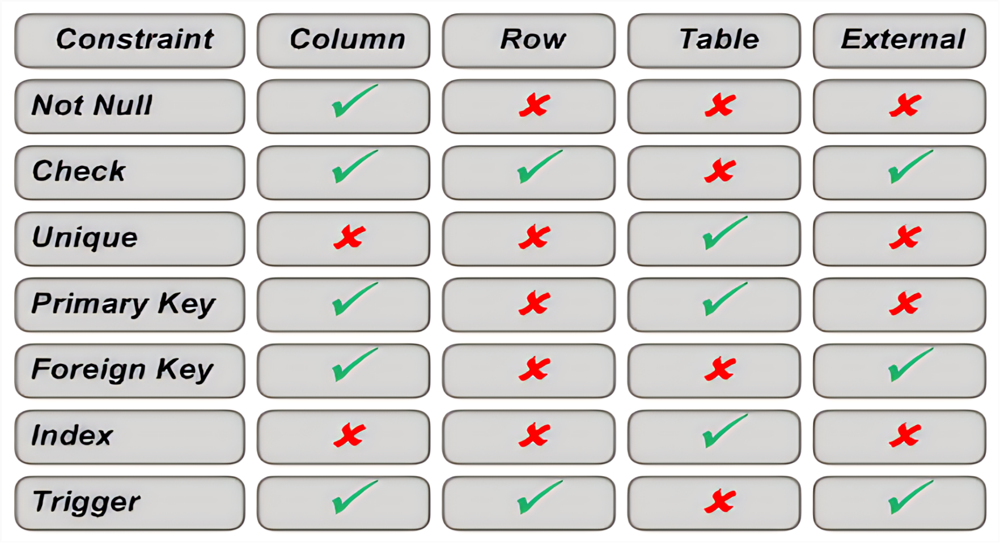 Constraint Column Row Table External
Not Null ✓ ✗ ✗ ✗
Check ✓ ✓ ✗ ✓
Unique ✗ ✗ ✓ ✗
Primary Key ✓ ✗ ✓ ✗
Foreign Key ✓ ✗ ✗ ✓
Index ✗ ✗ ✓ ✗
Trigger ✓ ✓ ✗ ✓